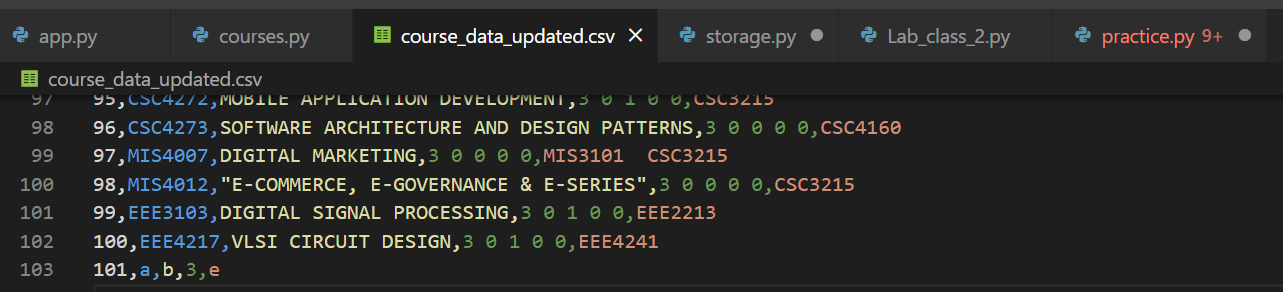 app.py courses.py course_data_updated.csv storage.py Lab_class_2.py practice.py 9+
course_data_updated.csv
97 95,CSC4272,MOBILE APPLICATION DEVELOPMENT,3 0 1 0 0,CSC3215
98 96,CSC4273,SOFTWARE ARCHITECTURE AND DESIGN PATTERNS,3 0 0 0 0,CSC4160
99 97,MIS4007,DIGITAL MARKETING,3 0 0 0 0,MIS3101  CSC3215
100 98,MIS4012,"E-COMMERCE, E-GOVERNANCE & E-SERIES",3 0 0 0 0,CSC3215
101 99,EEE3103,DIGITAL SIGNAL PROCESSING,3 0 1 0 0,EEE2213
102 100,EEE4217,VLSI CIRCUIT DESIGN,3 0 1 0 0,EEE4241
103 101,a,b,3,e